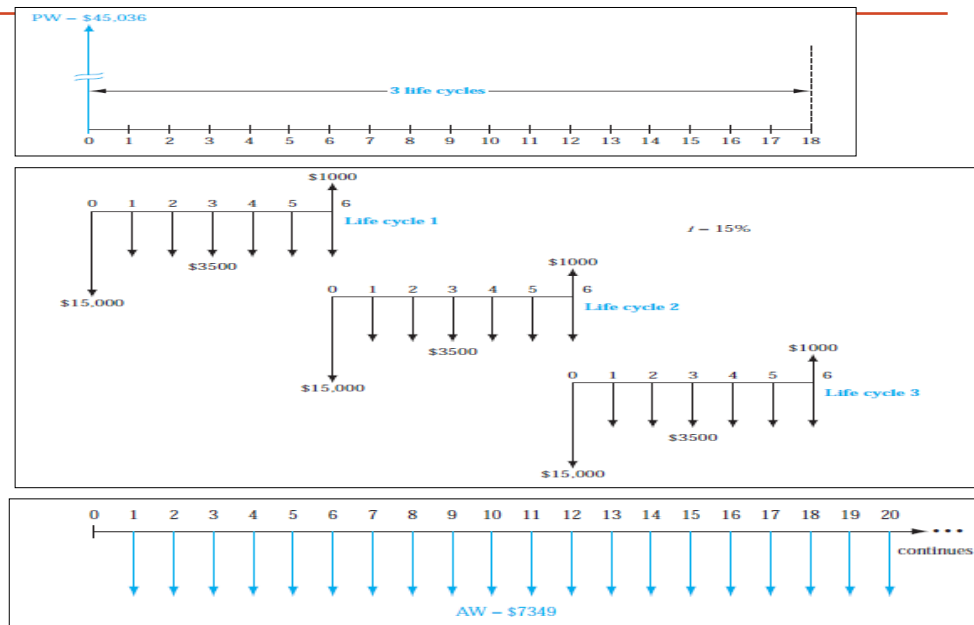 PW – $45,036
3 life cycles
0 1 2 3 4 5 6 7 8 9 10 11 12 13 14 15 16 17 18
$1000
0 1 2 3 4 5 6
Life cycle 1
i – 15%
$3500
$15,000
$1000
0 1 2 3 4 5 6
Life cycle 2
$3500
$15,000
$1000
0 1 2 3 4 5 6
Life cycle 3
$3500
$15,000
0 1 2 3 4 5 6 7 8 9 10 11 12 13 14 15 16 17 18 19 20
continues
AW – $7349